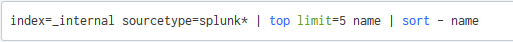 index=_internal sourcetype=splunk* | top limit=5 name | sort - name